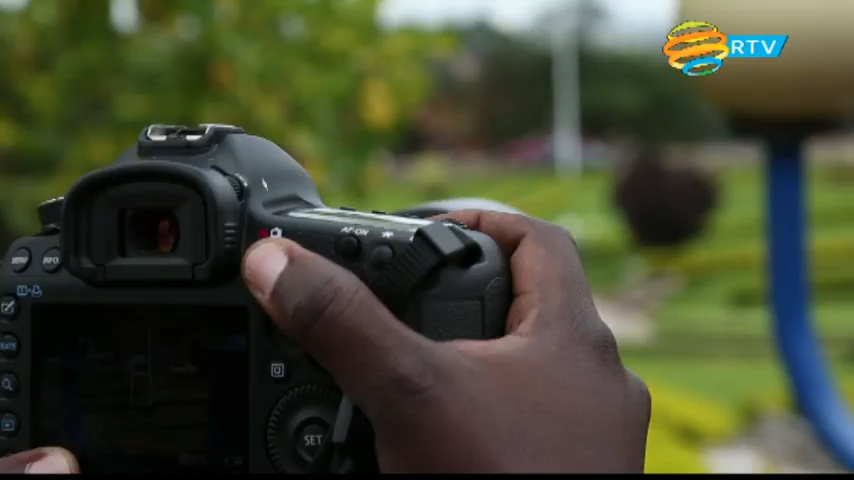 RTV
AF-ON
MENU
INFO
RATE
Q
SET